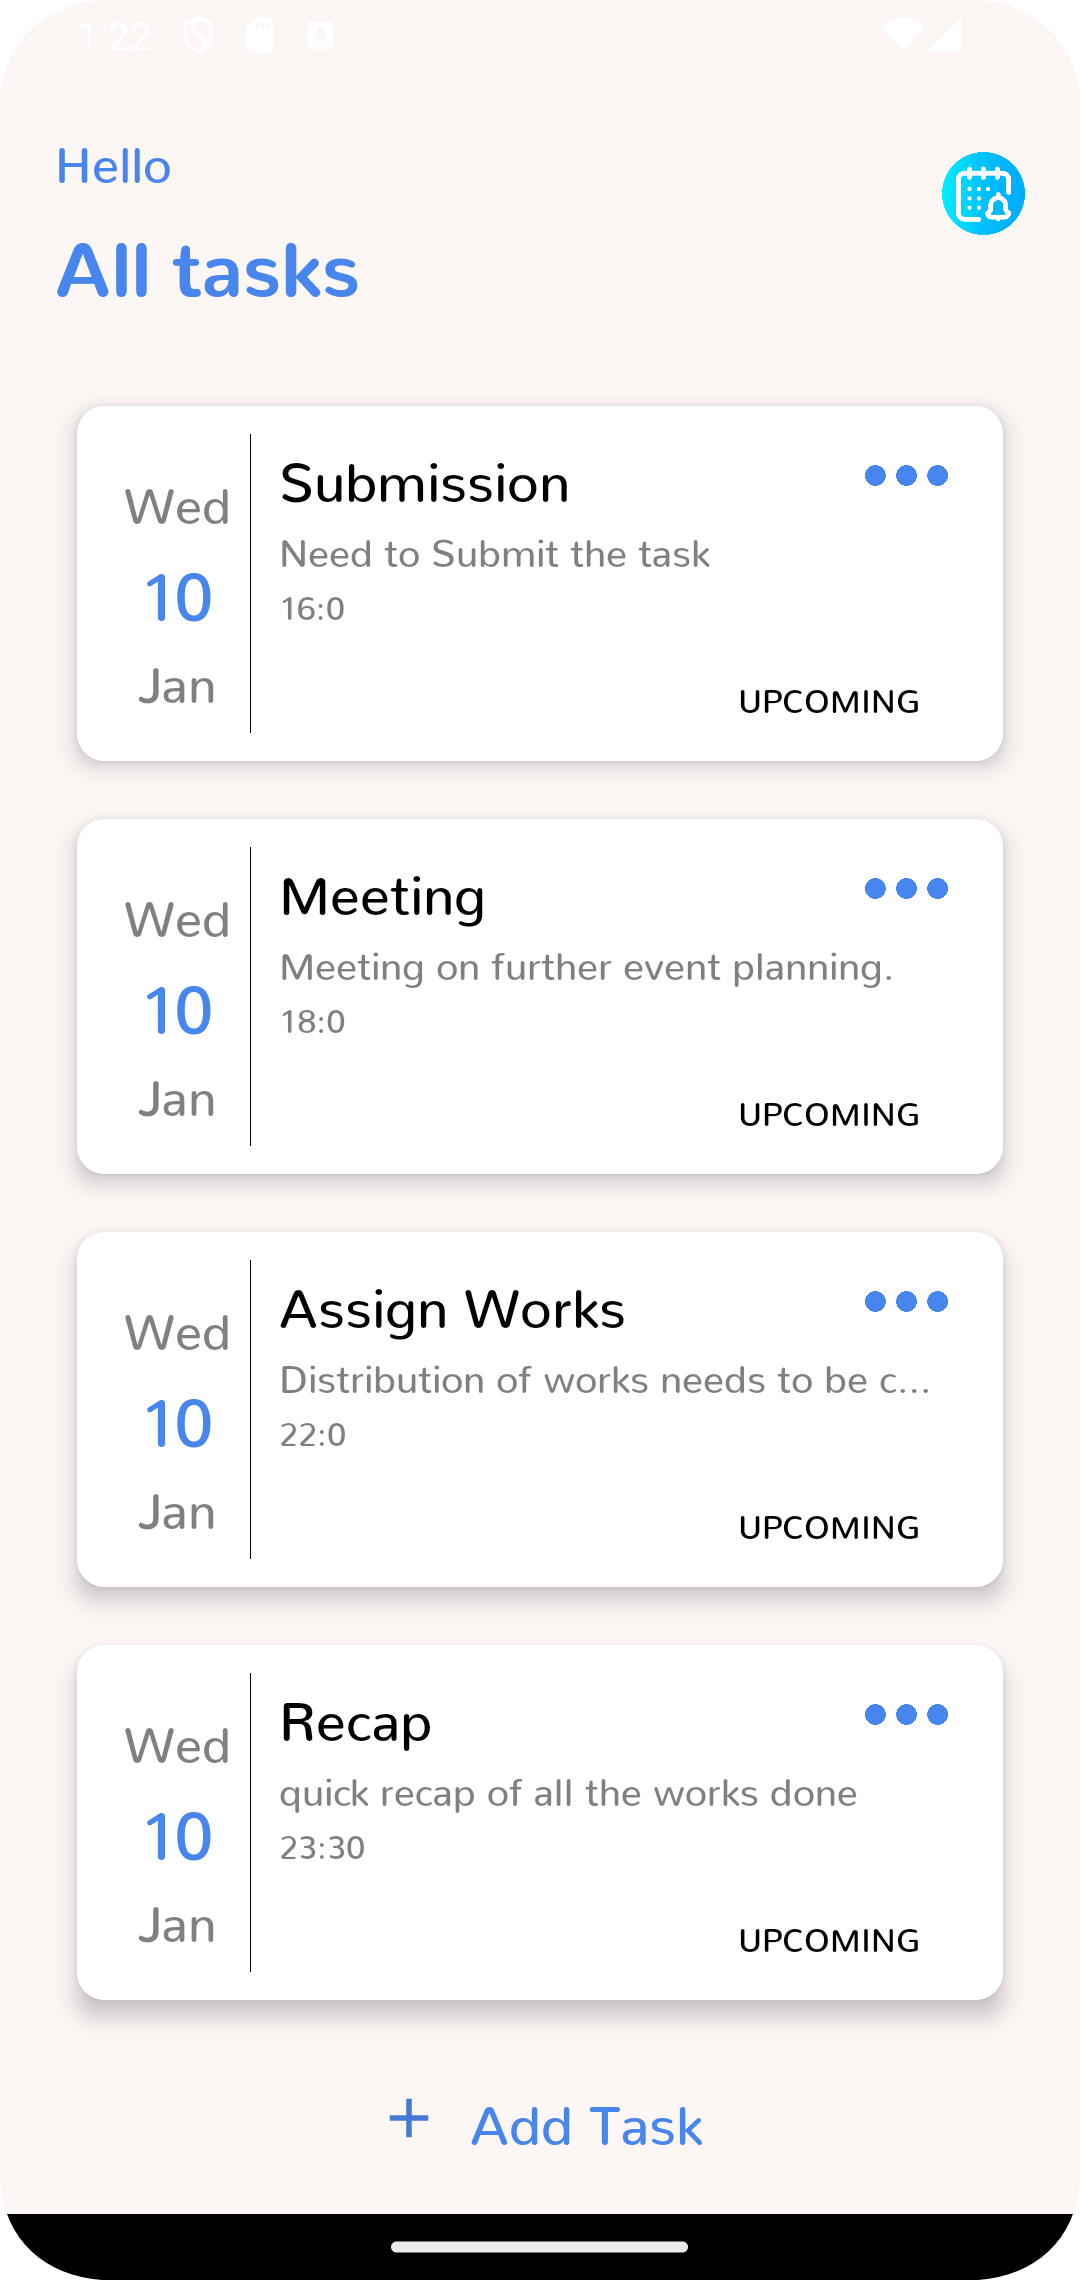 1:22
Hello
All tasks
Wed
10
Jan
Submission
Need to Submit the task
16:0
UPCOMING
Wed
10
Jan
Meeting
Meeting on further event planning.
18:0
UPCOMING
Wed
10
Jan
Assign Works
Distribution of works needs to be c...
22:0
UPCOMING
Wed
10
Jan
Recap
quick recap of all the works done
23:30
UPCOMING
+ Add Task